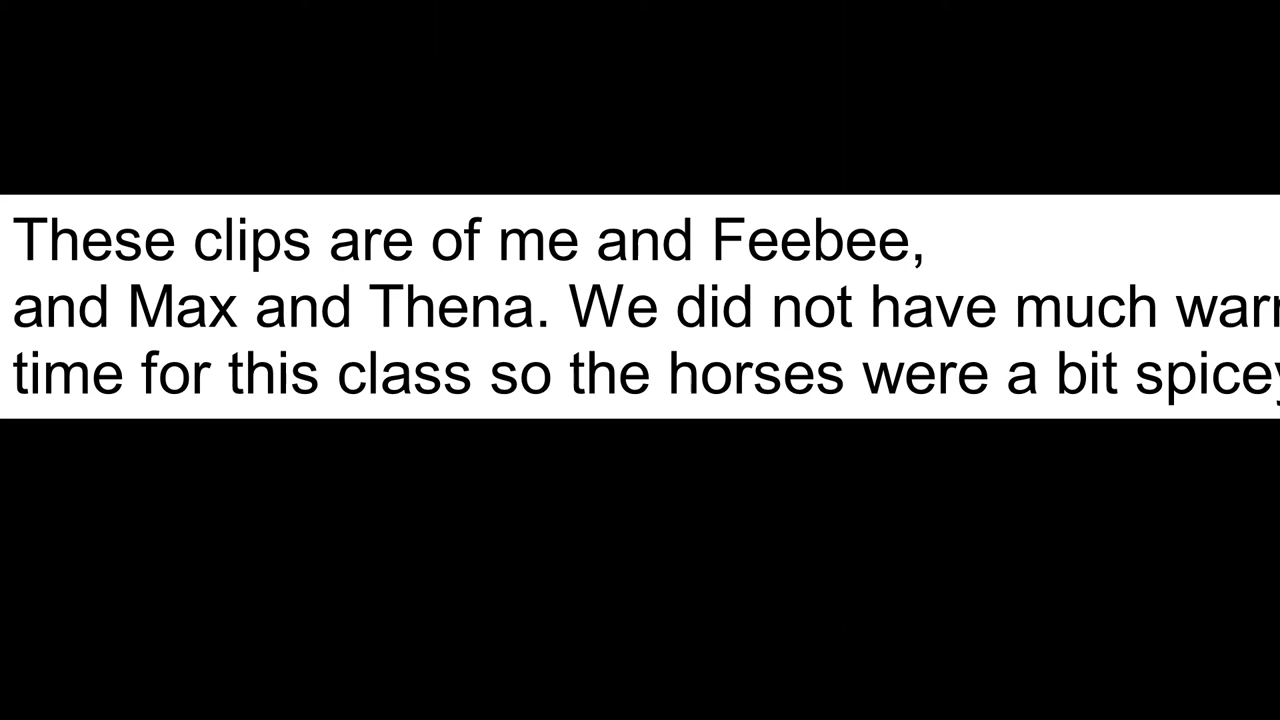 These clips are of me and Feebee,
and Max and Thena. We did not have much
time for this class so the horses were a bit spicey